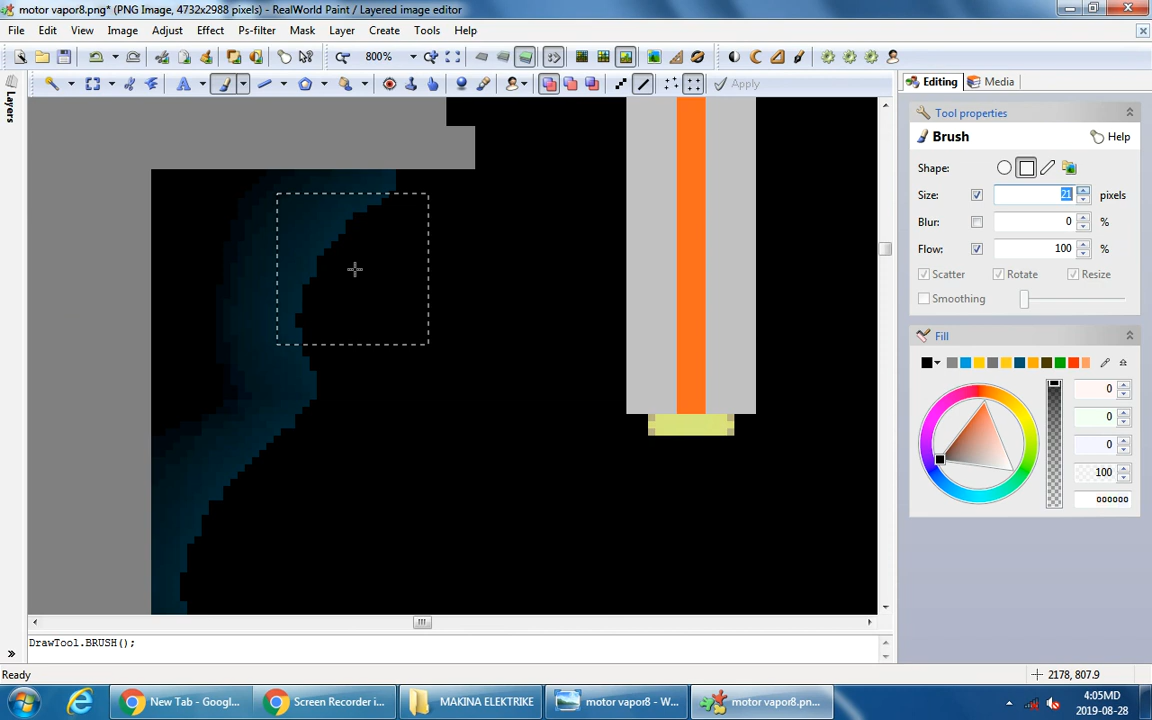 motor vapor8.png* (PNG Image, 4732x2988 pixels) - RealWorld Paint / Layered image editor
File Edit View Image Adjust Effect Ps-filter Mask Layer Create Tools Help
800%
Apply
Layers
Editing Media
Tool properties
Brush Help
Shape:
Size: 21 pixels
Blur: 0 %
Flow: 100 %
Scatter Rotate Resize
Smoothing
Fill
0
0
0
100
000000
DrawTool.BRUSH();
Ready
2178, 807.9
New Tab - Googl...
Screen Recorder i...
MAKINA ELEKTRIKE
motor vapor8 - W...
motor vapor8.pn...
4:05MD
2019-08-28